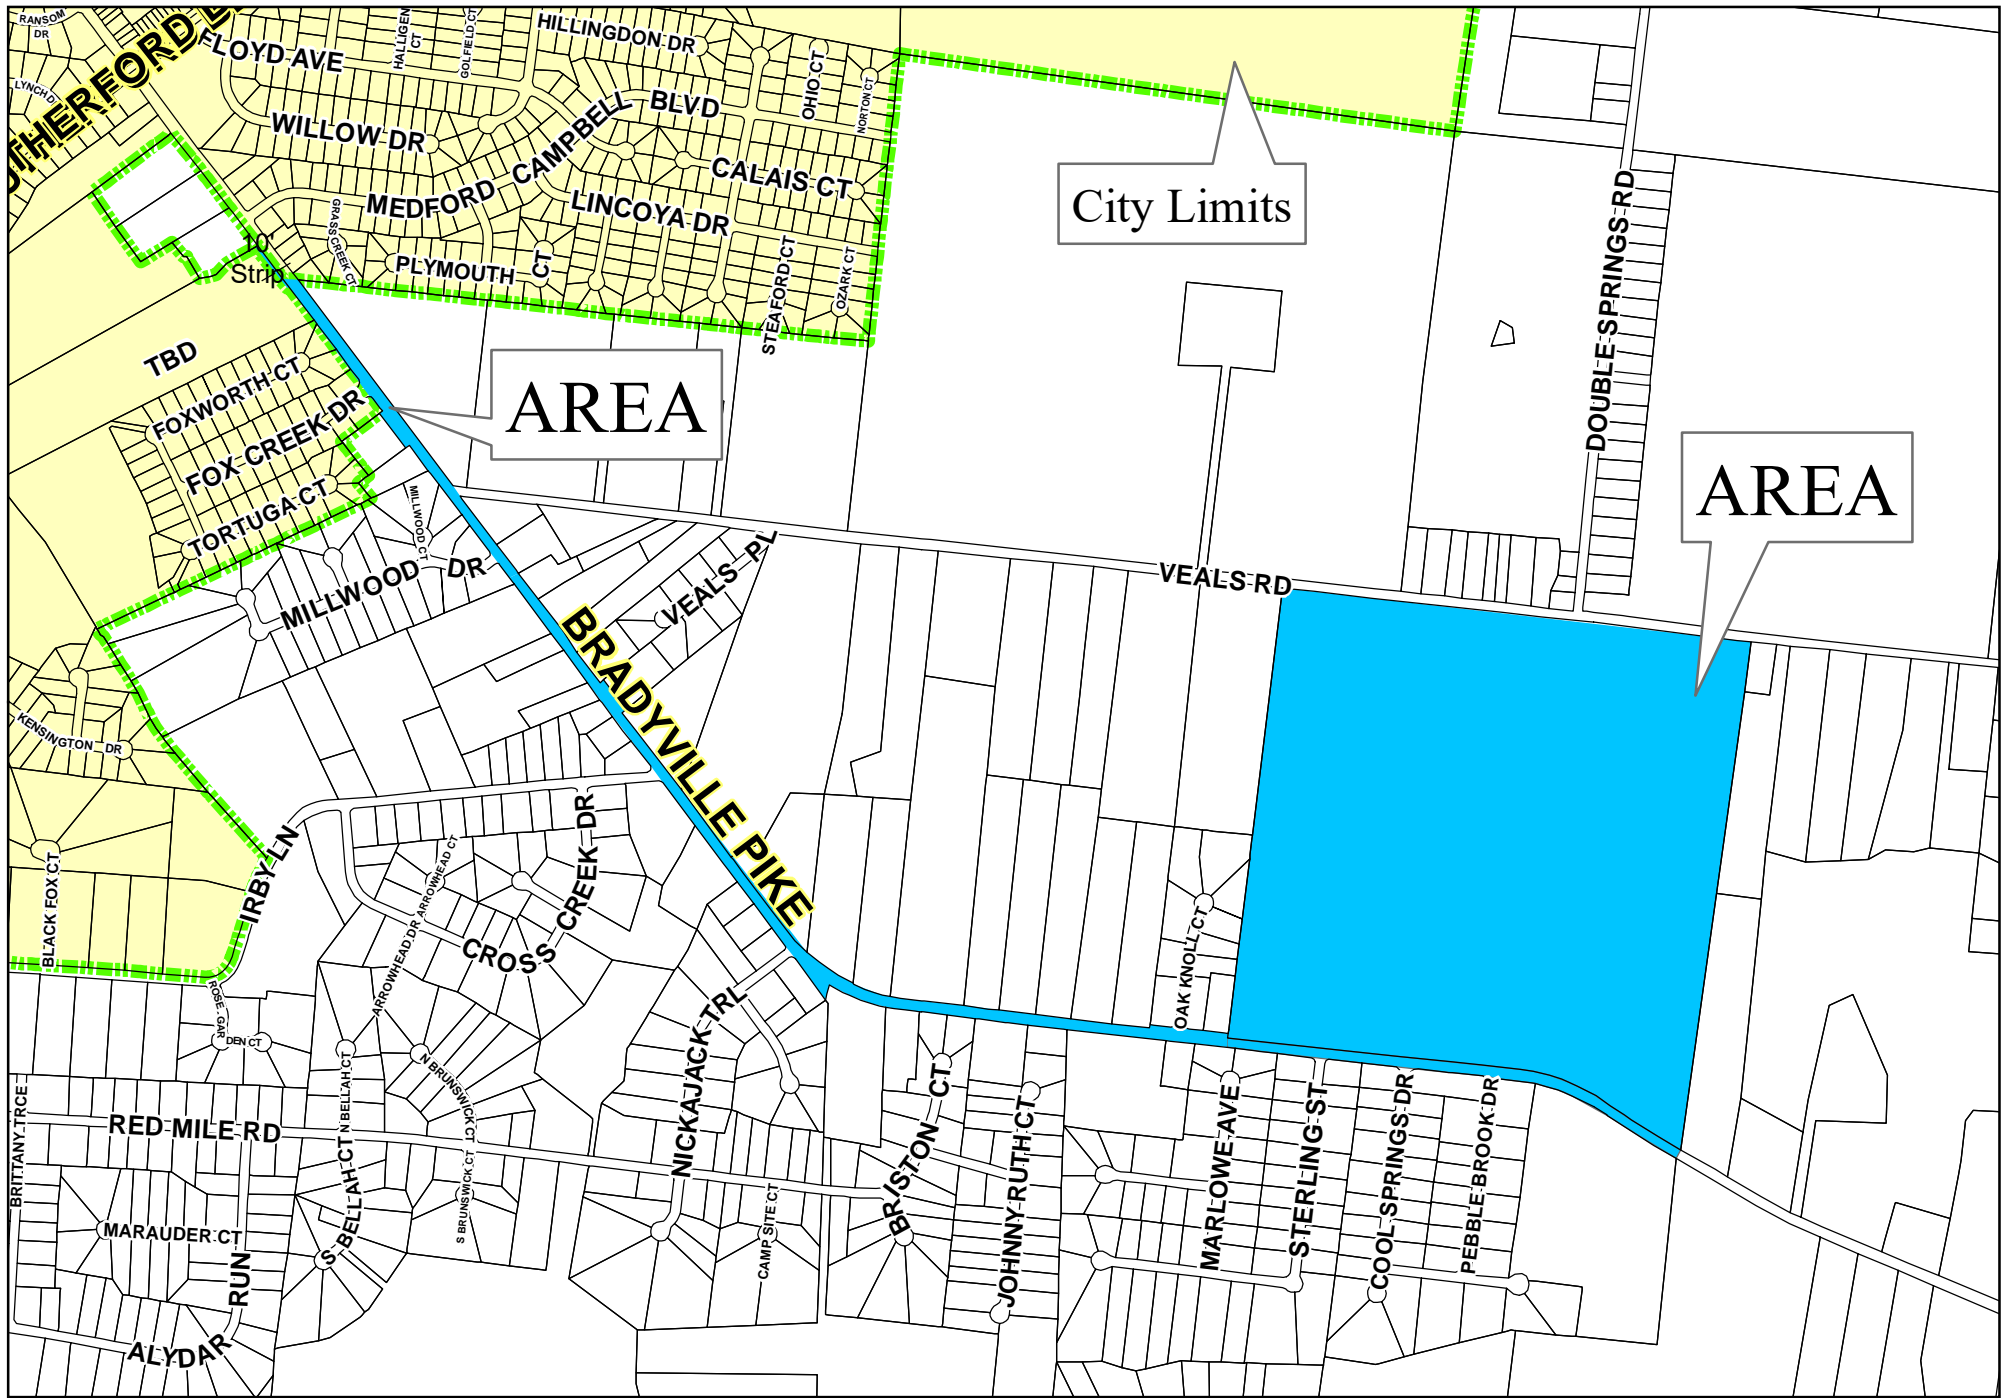 RANSOM
DR
FLOYD AVE
HALLIGEN
CT
GOLFIELD CT
HILLINGDON DR
OHIO CT
NORTON CT
LYNCH D
WILLOW DR
CAMPBELL BLVD
CALAIS CT
MEDFORD
LINCOYA DR
GRASS CREEK CT
PLYMOUTH CT
STEAFORD CT
OZARK CT
10'
Strip
City Limits
DOUBLE SPRINGS RD
TBD
FOXWORTH CT
FOX CREEK DR
TORTUGA CT
AREA
AREA
MILLWOOD CT
MILLWOOD DR
VEALS PL
VEALS RD
BRADYVILLE PIKE
KENSINGTON DR
IRBY LN
BLACK FOX CT
ARROWHEAD CT
ARROWHEAD DR
CROSS CREEK DR
OAK KNOLL CT
ROSE GAR
DEN CT
N BELLAH CT
N BRUNSWICK CT
NICKAJACK TRL
BRISTON CT
JOHNNY RUTH CT
MARLOWE AVE
STERLING ST
COOL SPRINGS DR
PEBBLE BROOK DR
BRITTANY TRCE
RED MILE RD
S BELLAH CT
S BRUNSWICK CT
CAMP SITE CT
MARAUDER CT
RUN
ALYDAR